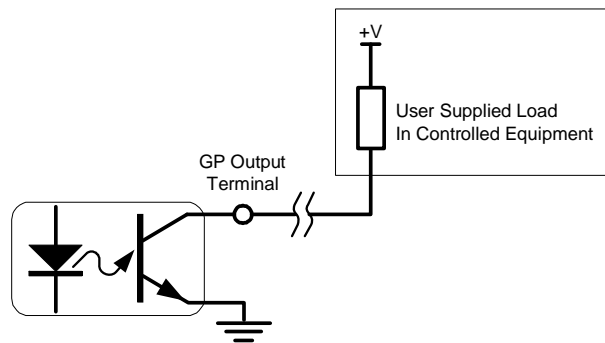 +V
User Supplied Load
In Controlled Equipment
GP Output
Terminal